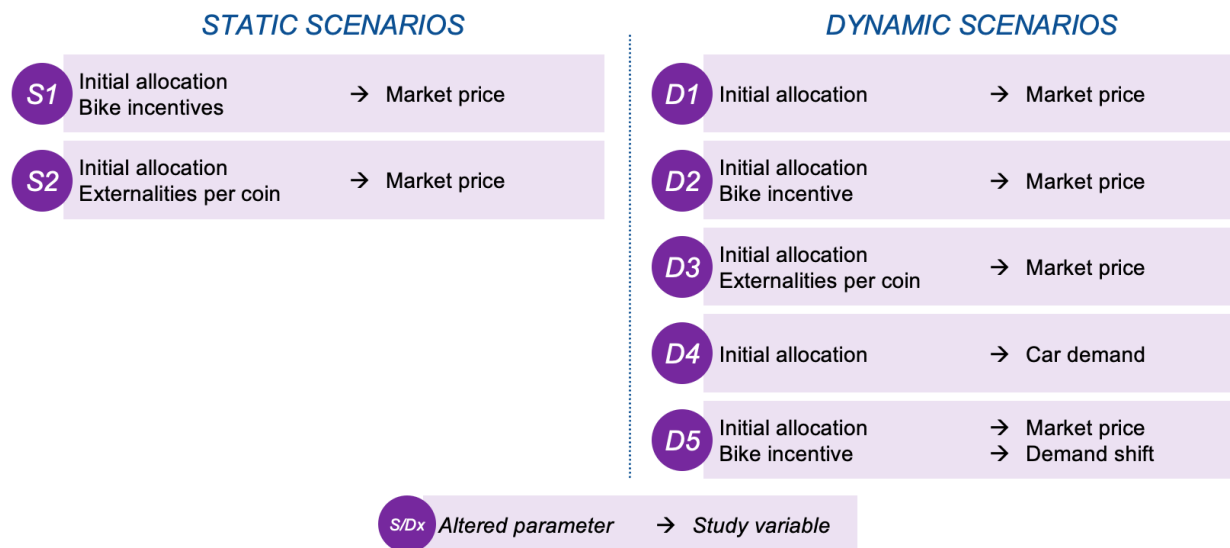 STATIC SCENARIOS
S1 Initial allocation
Bike incentives → Market price
S2 Initial allocation
Externalities per coin → Market price
DYNAMIC SCENARIOS
D1 Initial allocation → Market price
D2 Initial allocation
Bike incentive → Market price
D3 Initial allocation
Externalities per coin → Market price
D4 Initial allocation → Car demand
D5 Initial allocation → Market price
Bike incentive → Demand shift
S/Dx Altered parameter → Study variable